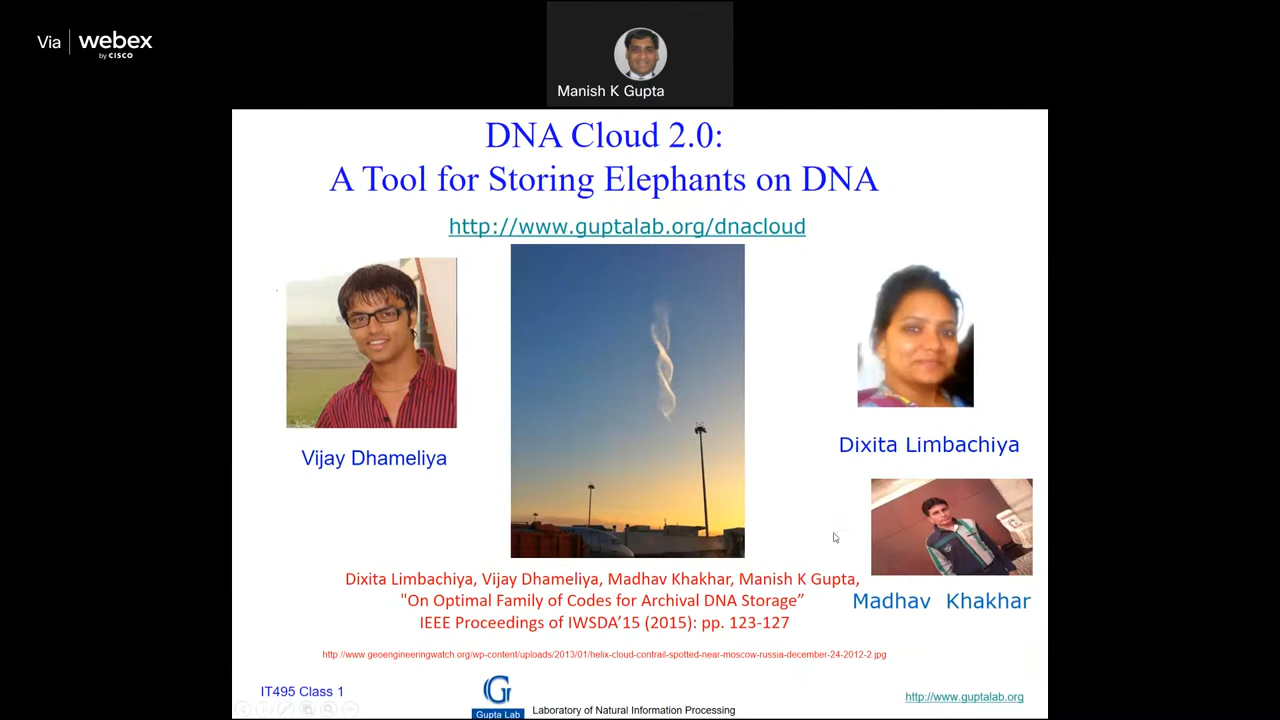 Via webex
by CISCO
Manish K Gupta
DNA Cloud 2.0:
A Tool for Storing Elephants on DNA
http://www.guptalab.org/dnacloud
Vijay Dhameliya
Dixita Limbachiya
Madhav Khakhar
Dixita Limbachiya, Vijay Dhameliya, Madhav Khakhar, Manish K Gupta,
"On Optimal Family of Codes for Archival DNA Storage”
IEEE Proceedings of IWSDA’15 (2015): pp. 123-127
http://www.geoengineeringwatch.org/wp-content/uploads/2013/01/helix-cloud-contrail-spotted-near-moscow-russia-december-24-2012-2.jpg
IT495 Class 1
G
Gupta Lab
Laboratory of Natural Information Processing
http://www.guptalab.org